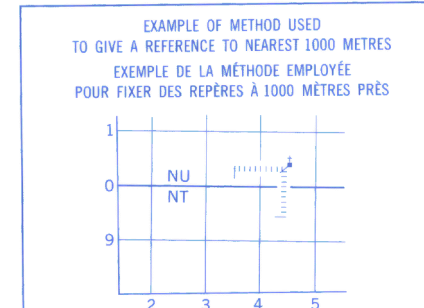 EXAMPLE OF METHOD USED
TO GIVE A REFERENCE TO NEAREST 1000 METRES
EXEMPLE DE LA MÉTHODE EMPLOYÉE
POUR FIXER DES REPÈRES À 1000 MÈTRES PRÈS
1
NU
0
NT
9
2 3 4 5